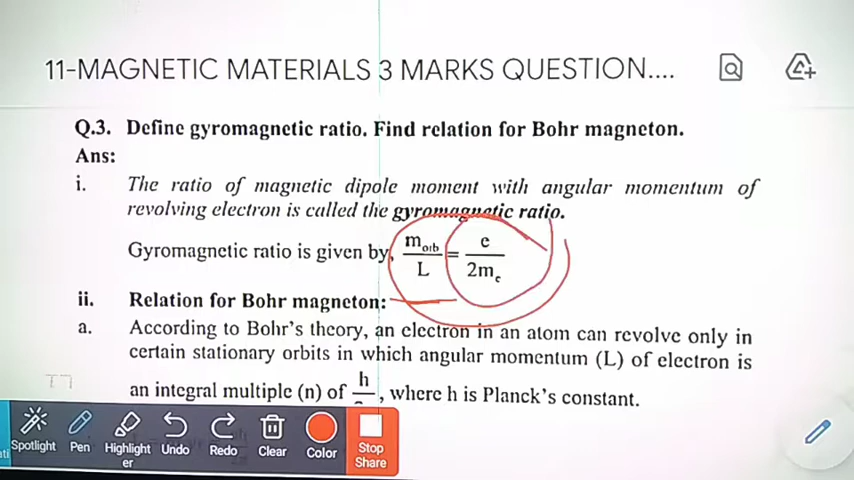 11-MAGNETIC MATERIALS 3 MARKS QUESTION....
Q.3. Define gyromagnetic ratio. Find relation for Bohr magneton.
Ans:
i. The ratio of magnetic dipole moment with angular momentum of
revolving electron is called the gyromagnetic ratio.
Gyromagnetic ratio is given by, m_orb/L = e/2m_e
ii. Relation for Bohr magneton:
a. According to Bohr's theory, an electron in an atom can revolve only in
certain stationary orbits in which angular momentum (L) of electron is
an integral multiple (n) of h/, where h is Planck's constant.
Spotlight Pen Highlighter Undo Redo Clear Color Stop Share